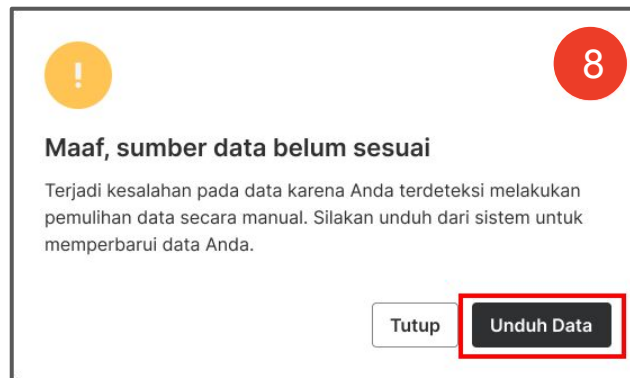 !
8
Maaf, sumber data belum sesuai
Terjadi kesalahan pada data karena Anda terdeteksi melakukan
pemulihan data secara manual. Silakan unduh dari sistem untuk
memperbarui data Anda.
Tutup
Unduh Data